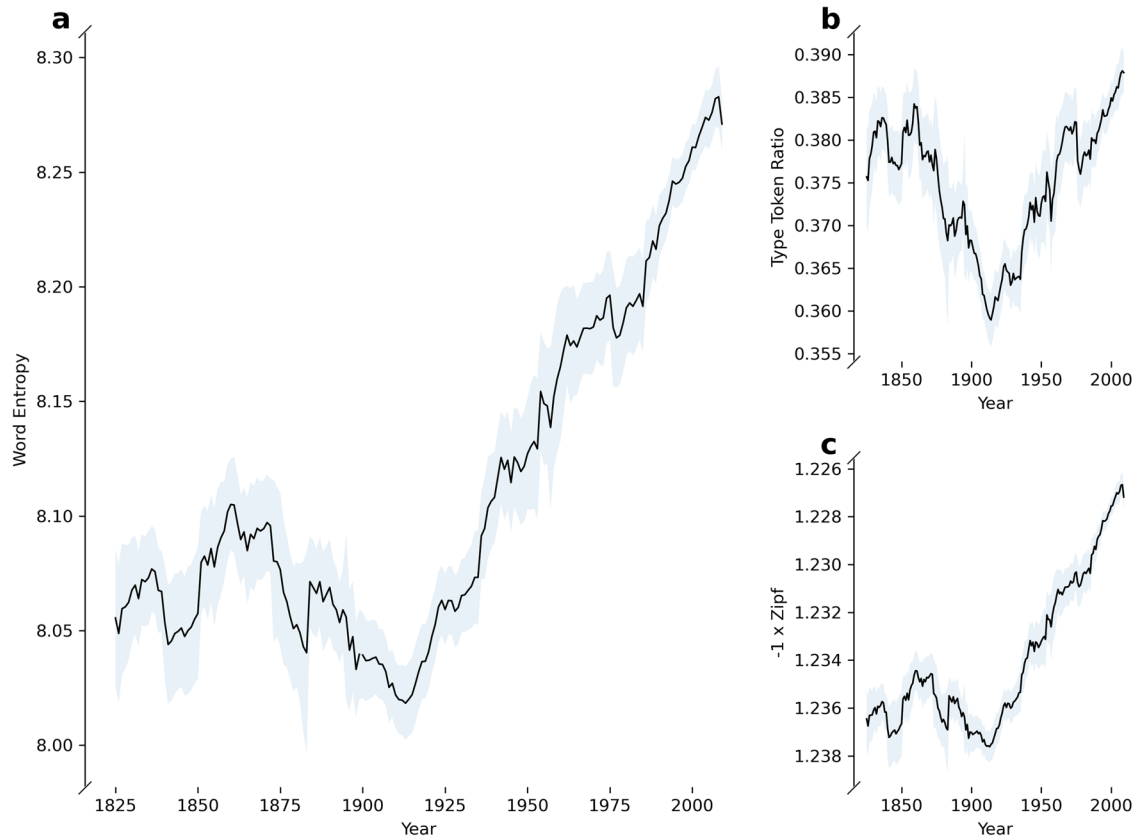 a
8.30
8.25
8.20
8.15
8.10
8.05
8.00
Word Entropy
1825 1850 1875 1900 1925 1950 1975 2000
Year
b
0.390
0.385
0.380
0.375
0.370
0.365
0.360
0.355
Type Token Ratio
1850 1900 1950 2000
Year
c
1.226
1.228
1.230
1.232
1.234
1.236
1.238
-1 x Zipf
1850 1900 1950 2000
Year